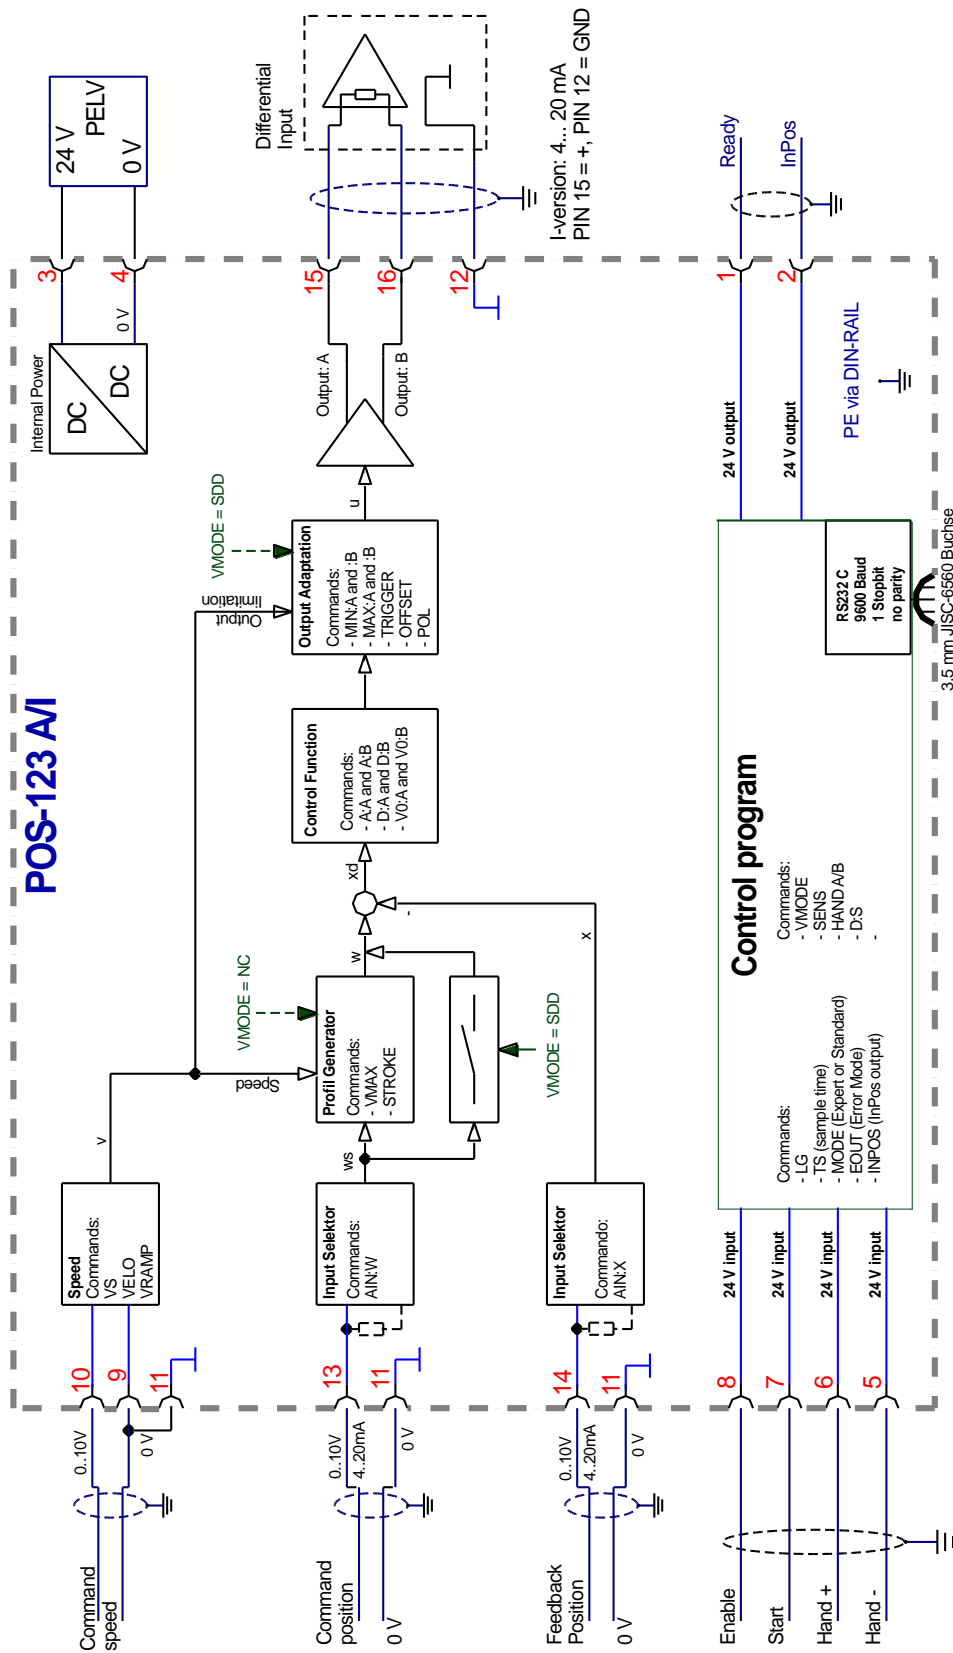 POS-123 A/I
Command
speed
0..10V
0 V
10
9
11
Speed
Commands:
VS
VELO
VRAMP
v
Speed
Output
limitation
Internal Power
DC
DC
0 V
3
4
24 V
PELV
0 V
Command
position
0 V
0..10V
4..20mA
0 V
13
11
Input Selektor
Commands:
AIN:W
ws
Profil Generator
Commands:
- VMAX
- STROKE
VMODE = NC
VMODE = SDD
w
-
xd
Control Function
Commands:
- A:A and A:B
- D:A and D:B
- V0:A and V0:B
Output Adaptation
Commands:
- MIN:A and :B
- MAX:A and :B
- TRIGGER
- OFFSET
- POL
VMODE = SDD
u
Output: A
Output: B
15
16
12
Differential
Input
I-version: 4... 20 mA
PIN 15 = +, PIN 12 = GND
Feedback
Position
0 V
0..10V
4..20mA
0 V
14
11
Input Selektor
Commando:
AIN:X
x
Enable
Start
Hand +
Hand -
8
7
6
5
24 V input
24 V input
24 V input
24 V input
Control program
Commands:
- LG
- TS (sample time)
- MODE (Expert or Standard)
- EOUT (Error Mode)
- INPOS (InPos output)
Commands:
- VMODE
- SENS
- HAND A/B
- D:S
-
RS232 C
9600 Baud
1 Stopbit
no parity
3.5 mm JISC-6560 Buchse
24 V output
24 V output
PE via DIN-RAIL
1
2
Ready
InPos